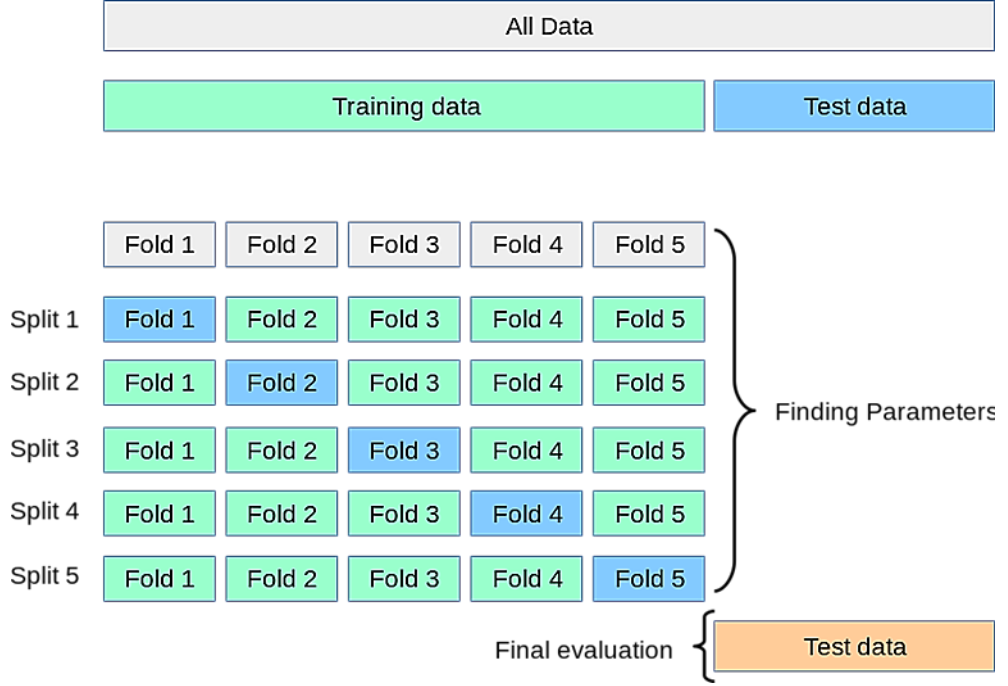 All Data
Training data Test data
Fold 1 Fold 2 Fold 3 Fold 4 Fold 5
Split 1 Fold 1 Fold 2 Fold 3 Fold 4 Fold 5
Split 2 Fold 1 Fold 2 Fold 3 Fold 4 Fold 5
Finding Parameters
Split 3 Fold 1 Fold 2 Fold 3 Fold 4 Fold 5
Split 4 Fold 1 Fold 2 Fold 3 Fold 4 Fold 5
Split 5 Fold 1 Fold 2 Fold 3 Fold 4 Fold 5
Final evaluation Test data